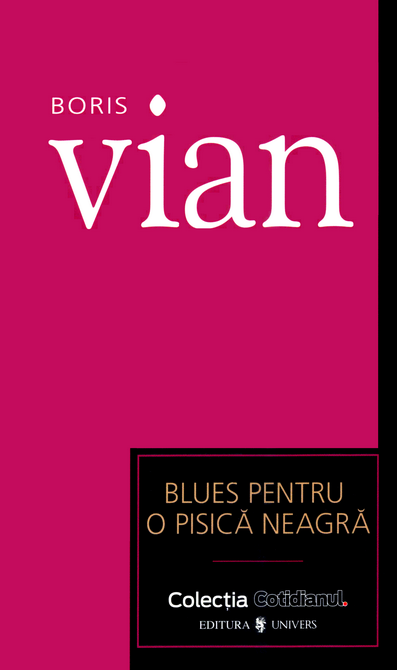 BORIS
vian
BLUES PENTRU
O PISICĂ NEAGRĂ
Colecția Cotidianul.
EDITURA UNIVERS